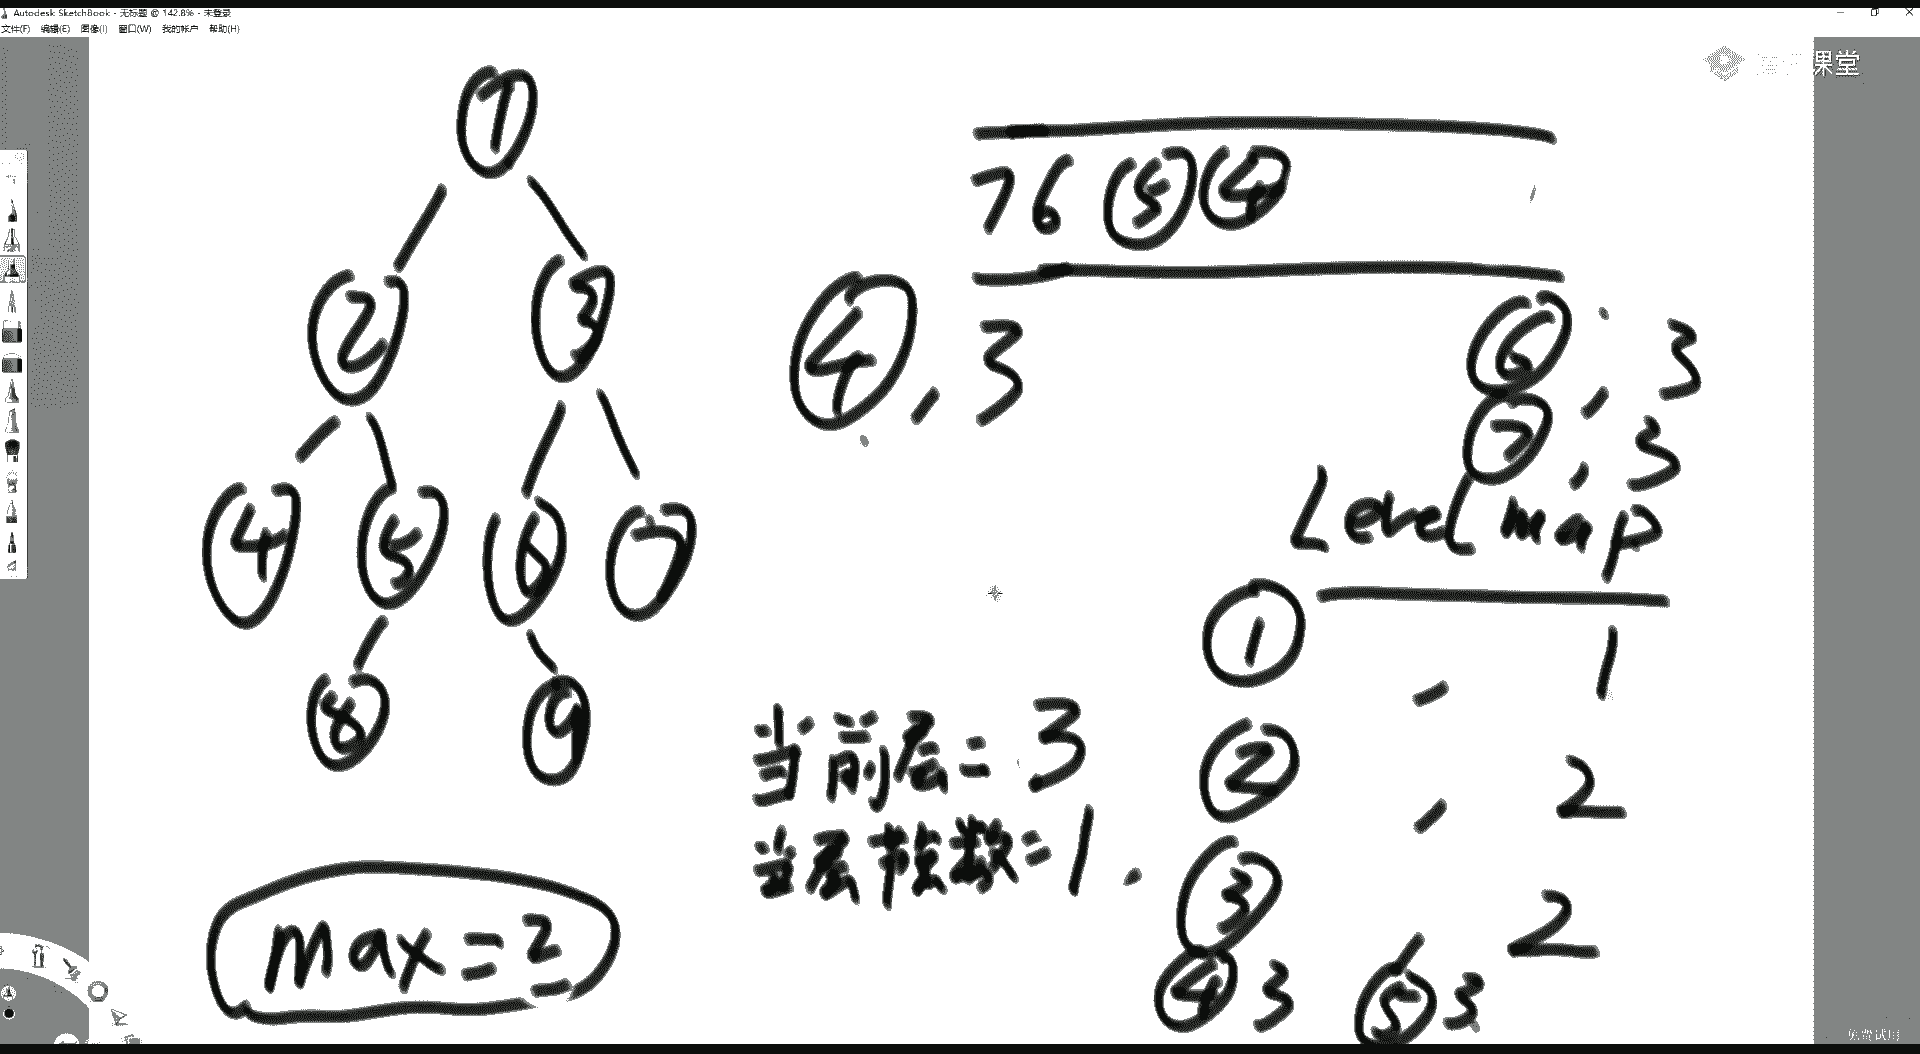 Autodesk SketchBook - 无标题 @ 142.8% - 未登录
文件(F) 编辑(E) 图像(I) 窗口(W) 我的帐户 帮助(H)
课堂
1
2 3
4 5 6 7
8 9
max=2
7 6 5 4
4, 3
6, 3
7, 3
Level map
1, 1
2, 2
3, 2
4 3 5 3
当前层=3
当层节点数=1.
免费试用